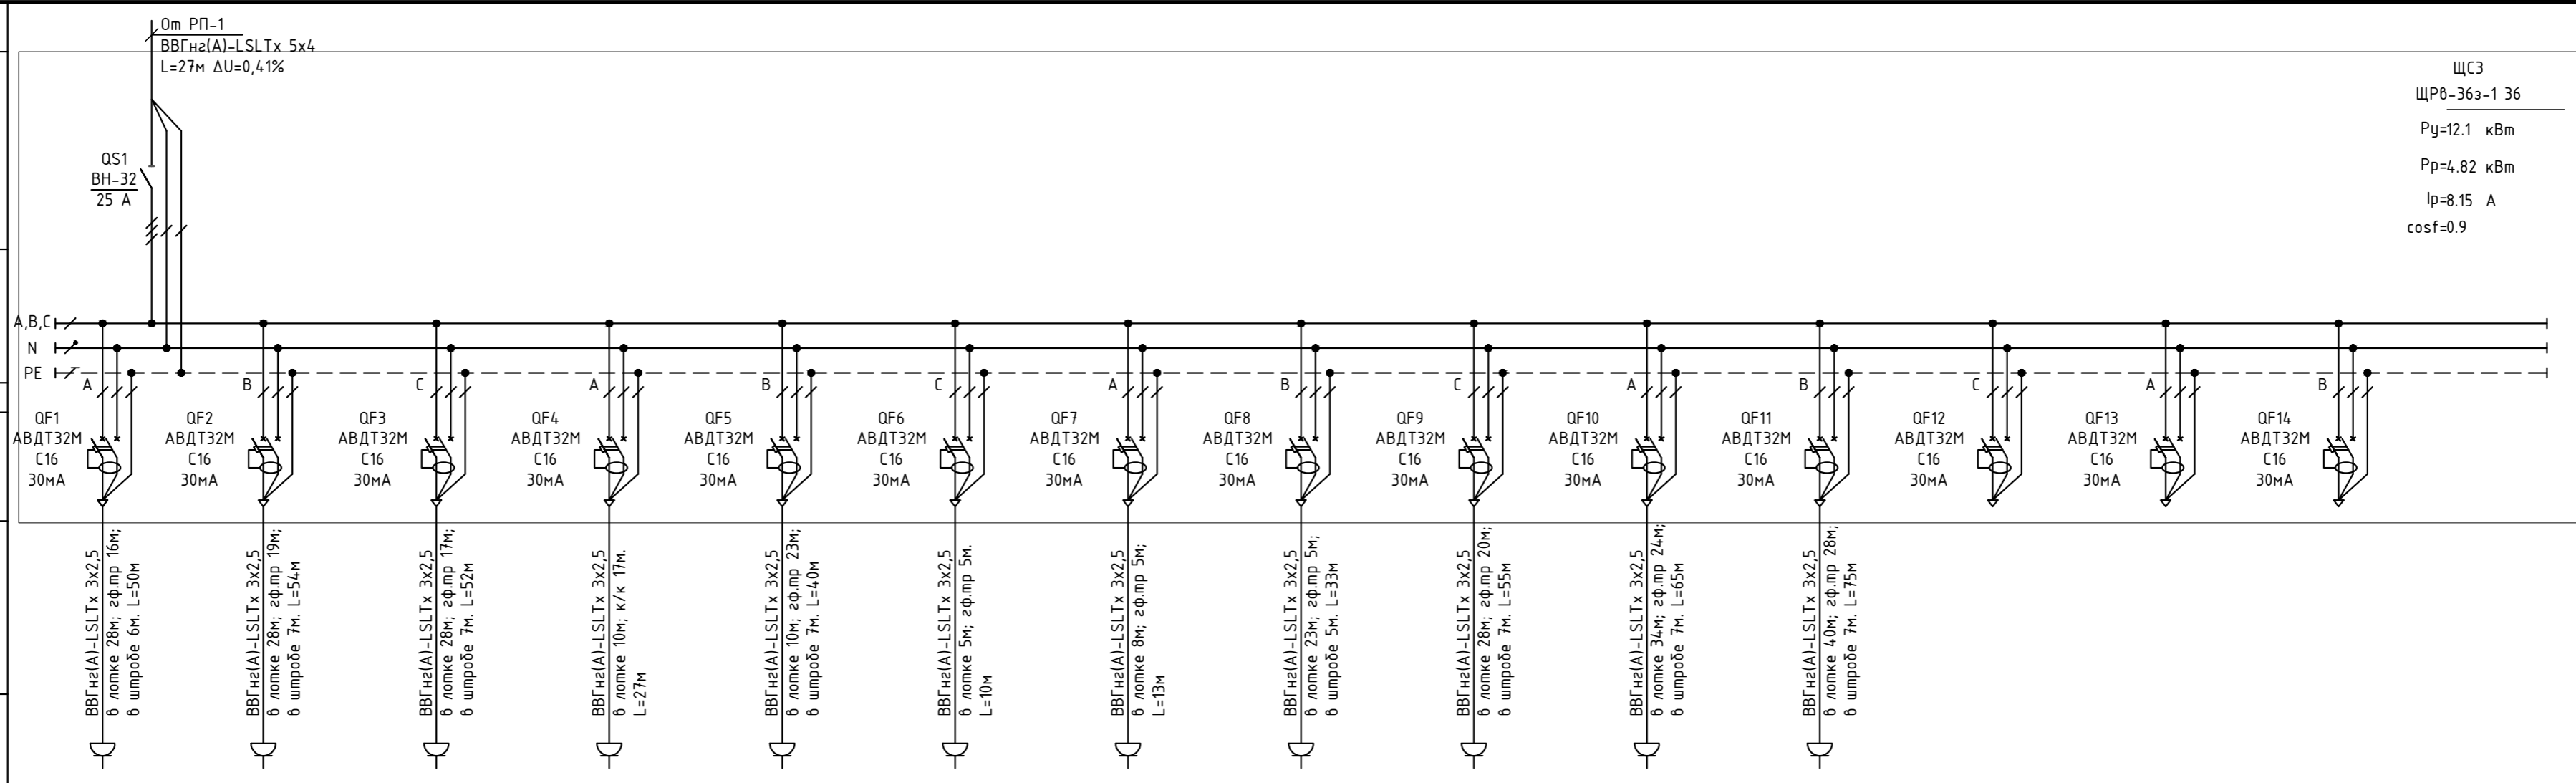 От РП-1
ВВГнг(А)-LSLTx 5х4
L=27м ΔU=0,41%
ЩС3
ЩРв-36з-1 36
Ру=12.1 кВт
Рр=4.82 кВт
Iр=8.15 А
cosf=0.9
QS1
ВН-32
25 А
А,В,С
N
PE
А
В
С
А
В
С
А
В
С
А
В
С
А
В
QF1
АВДТ32М
С16
30мА
QF2
АВДТ32М
С16
30мА
QF3
АВДТ32М
С16
30мА
QF4
АВДТ32М
С16
30мА
QF5
АВДТ32М
С16
30мА
QF6
АВДТ32М
С16
30мА
QF7
АВДТ32М
С16
30мА
QF8
АВДТ32М
С16
30мА
QF9
АВДТ32М
С16
30мА
QF10
АВДТ32М
С16
30мА
QF11
АВДТ32М
С16
30мА
QF12
АВДТ32М
С16
30мА
QF13
АВДТ32М
С16
30мА
QF14
АВДТ32М
С16
30мА
ВВГнг(А)-LSLTx 3х2,5
в лотке 28м; гф.тр 16м;
в штробе 6м. L=50м
ВВГнг(А)-LSLTx 3х2,5
в лотке 28м; гф.тр 19м;
в штробе 7м. L=54м
ВВГнг(А)-LSLTx 3х2,5
в лотке 28м; гф.тр 17м;
в штробе 7м. L=52м
ВВГнг(А)-LSLTx 3х2,5
в лотке 10м; к/к 17м.
L=27м
ВВГнг(А)-LSLTx 3х2,5
в лотке 10м; гф.тр 23м;
в штробе 7м. L=40м
ВВГнг(А)-LSLTx 3х2,5
в лотке 5м; гф.тр 5м.
L=10м
ВВГнг(А)-LSLTx 3х2,5
в лотке 8м; гф.тр 5м;
L=13м
ВВГнг(А)-LSLTx 3х2,5
в лотке 23м; гф.тр 5м;
в штробе 5м. L=33м
ВВГнг(А)-LSLTx 3х2,5
в лотке 28м; гф.тр 20м;
в штробе 7м. L=55м
ВВГнг(А)-LSLTx 3х2,5
в лотке 34м; гф.тр 24м;
в штробе 7м. L=65м
ВВГнг(А)-LSLTx 3х2,5
в лотке 40м; гф.тр 28м;
в штробе 7м. L=75м